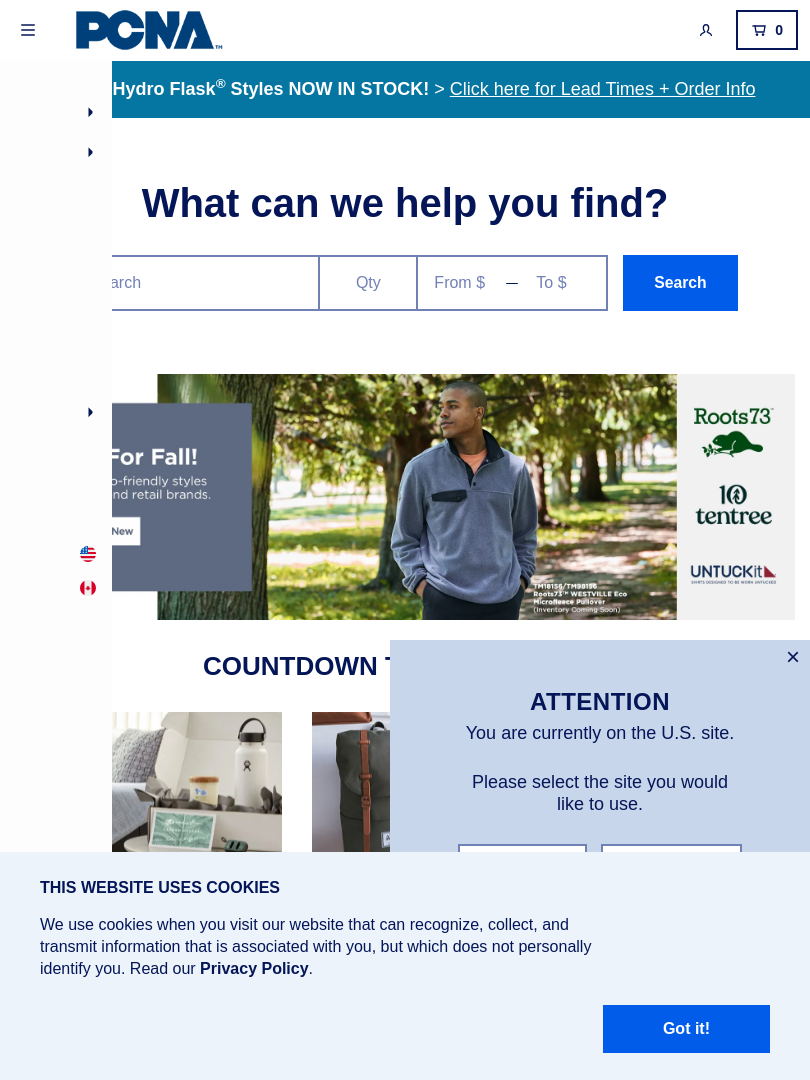 PCNA™
0
Hydro Flask® Styles NOW IN STOCK! > Click here for Lead Times + Order Info
What can we help you find?
arch
Qty
From $ — To $
Search
For Fall!
o-friendly styles
nd retail brands.
New
TM18156/TM98156
Roots73™ WESTVILLE Eco
Microfleece Pullover
(Inventory Coming Soon)
Roots73™
10
tentree
UNTUCKit
SHIRTS DESIGNED TO BE WORN UNTUCKED
COUNTDOWN
ATTENTION
You are currently on the U.S. site.
Please select the site you would
like to use.
THIS WEBSITE USES COOKIES
We use cookies when you visit our website that can recognize, collect, and
transmit information that is associated with you, but which does not personally
identify you. Read our Privacy Policy.
Got it!